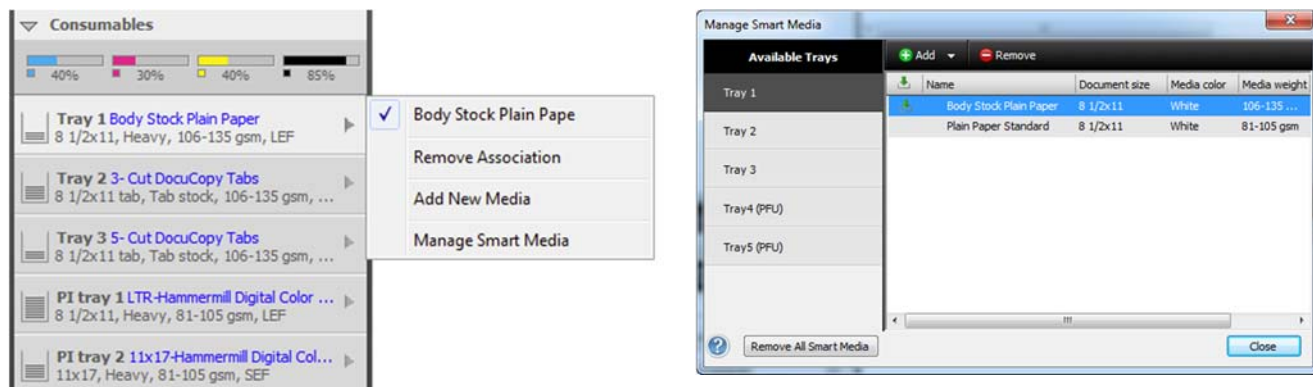 Consumables
40% 30% 40% 85%
Tray 1 Body Stock Plain Paper
8 1/2x11, Heavy, 106-135 gsm, LEF
Tray 2 3- Cut DocuCopy Tabs
8 1/2x11 tab, Tab stock, 106-135 gsm, ...
Tray 3 5- Cut DocuCopy Tabs
8 1/2x11 tab, Tab stock, 106-135 gsm, ...
PI tray 1 LTR-Hammermill Digital Color ...
8 1/2x11, Heavy, 81-105 gsm, LEF
PI tray 2 11x17-Hammermill Digital Col...
11x17, Heavy, 81-105 gsm, SEF
Body Stock Plain Pape
Remove Association
Add New Media
Manage Smart Media
Manage Smart Media
Available Trays
Tray 1
Tray 2
Tray 3
Tray4 (PFU)
Tray5 (PFU)
Add Remove
Name Document size Media color Media weight
Body Stock Plain Paper 8 1/2x11 White 106-135 ...
Plain Paper Standard 8 1/2x11 White 81-105 gsm
? Remove All Smart Media Close